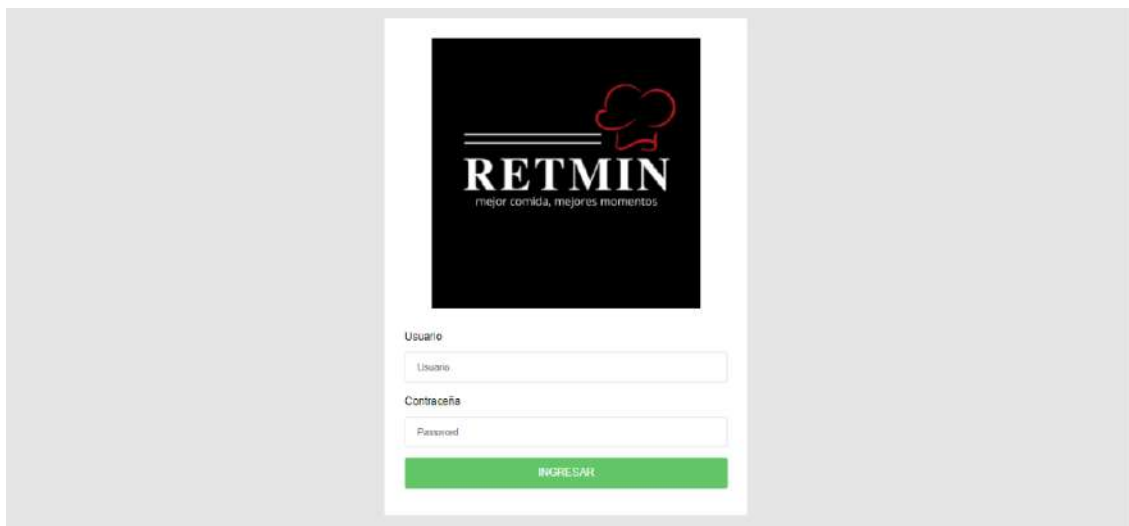 RETMIN
mejor comida, mejores momentos
Usuario
Usuario
Contraceña
Password
INGRESAR